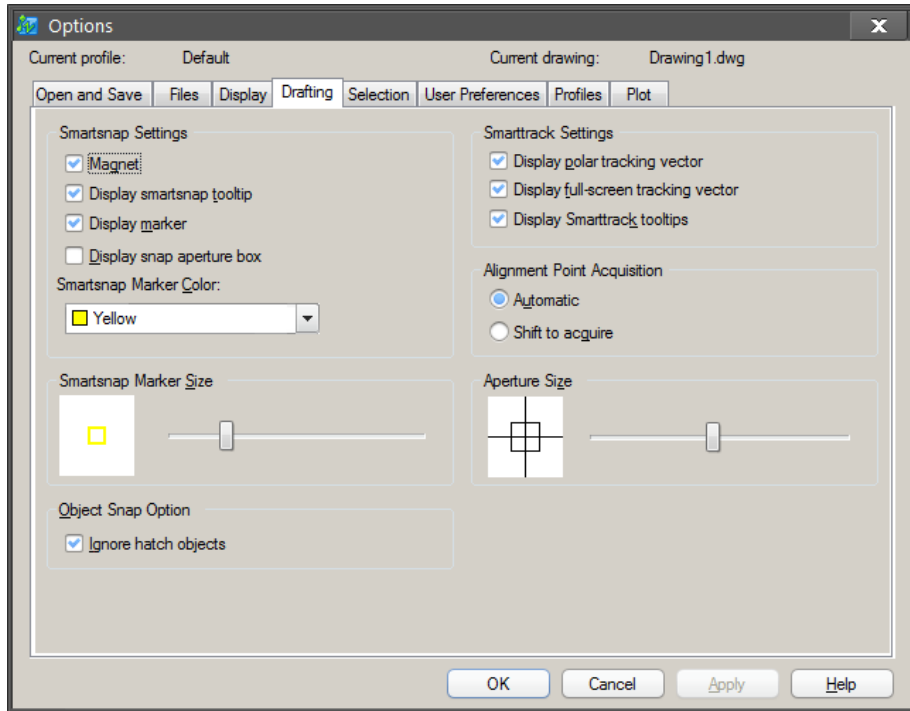 Options
Current profile: Default Current drawing: Drawing1.dwg
Open and Save Files Display Drafting Selection User Preferences Profiles Plot
Smartsnap Settings
Magnet
Display smartsnap tooltip
Display marker
Display snap aperture box
Smartsnap Marker Color:
Yellow
Smarttrack Settings
Display polar tracking vector
Display full-screen tracking vector
Display Smarttrack tooltips
Alignment Point Acquisition
Automatic
Shift to acquire
Smartsnap Marker Size
Aperture Size
Object Snap Option
Ignore hatch objects
OK Cancel Apply Help